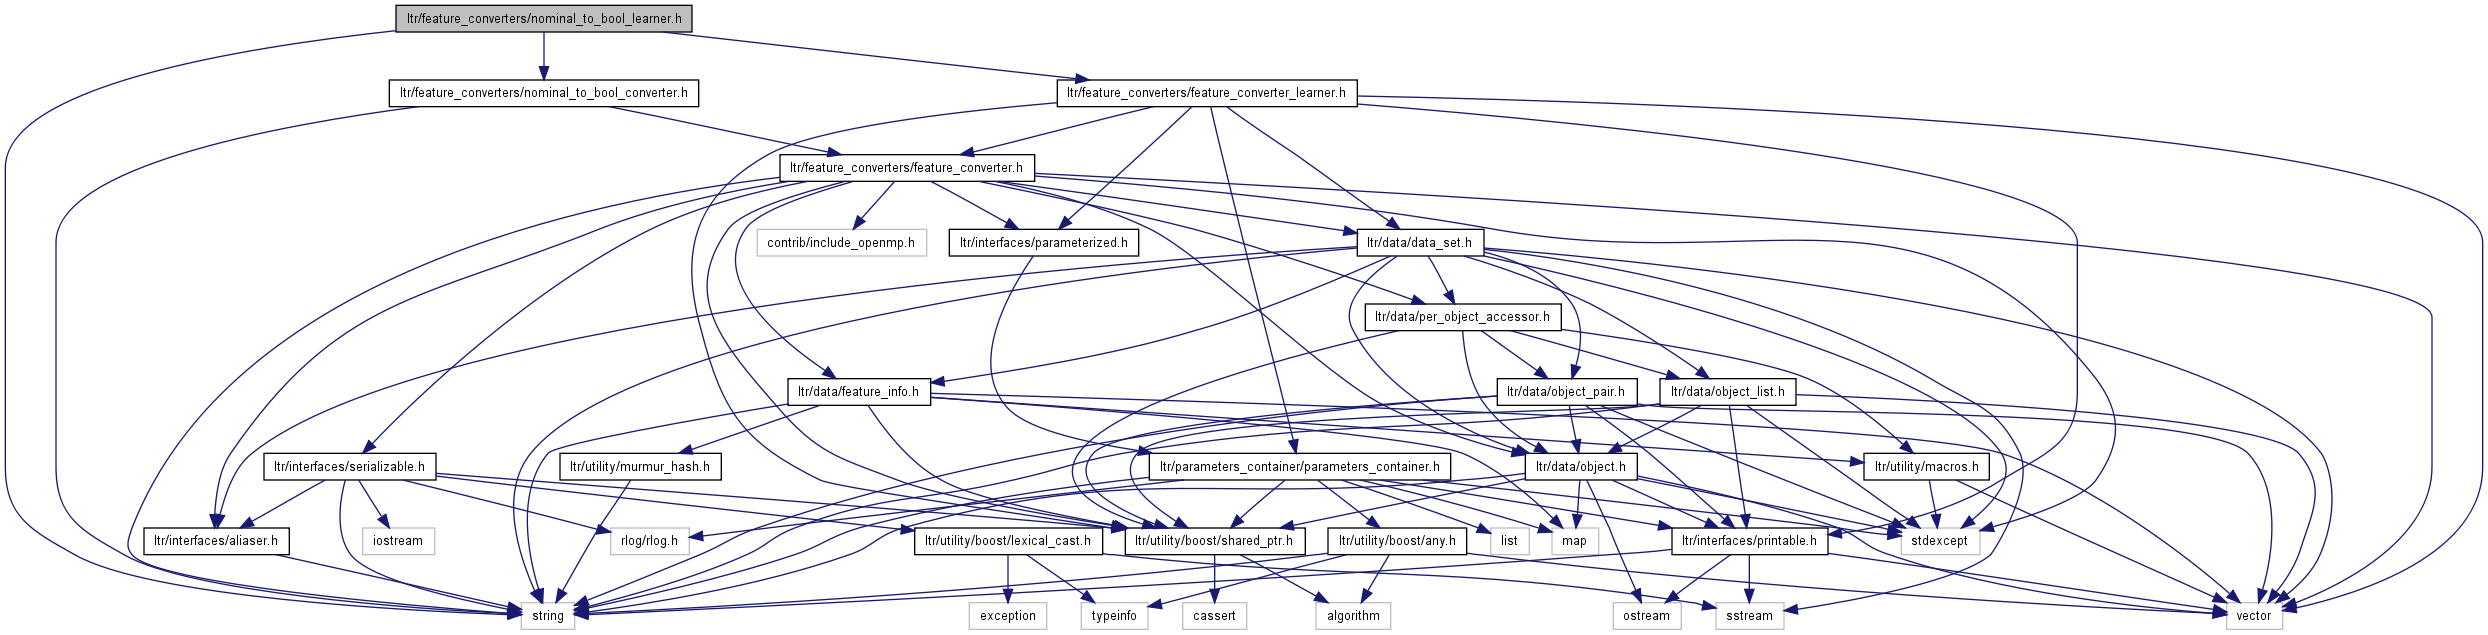 ltr/feature_converters/nominal_to_bool_learner.h
ltr/feature_converters/nominal_to_bool_converter.h
ltr/feature_converters/feature_converter_learner.h
ltr/feature_converters/feature_converter.h
contrib/include_openmp.h
ltr/interfaces/parameterized.h
ltr/data/data_set.h
ltr/data/per_object_accessor.h
ltr/data/feature_info.h
ltr/data/object_pair.h
ltr/data/object_list.h
ltr/interfaces/serializable.h
ltr/utility/murmur_hash.h
ltr/parameters_container/parameters_container.h
ltr/data/object.h
ltr/utility/macros.h
ltr/interfaces/aliaser.h
iostream
rlog/rlog.h
ltr/utility/boost/lexical_cast.h
ltr/utility/boost/shared_ptr.h
ltr/utility/boost/any.h
list
map
ltr/interfaces/printable.h
stdexcept
string
exception
typeinfo
cassert
algorithm
ostream
sstream
vector